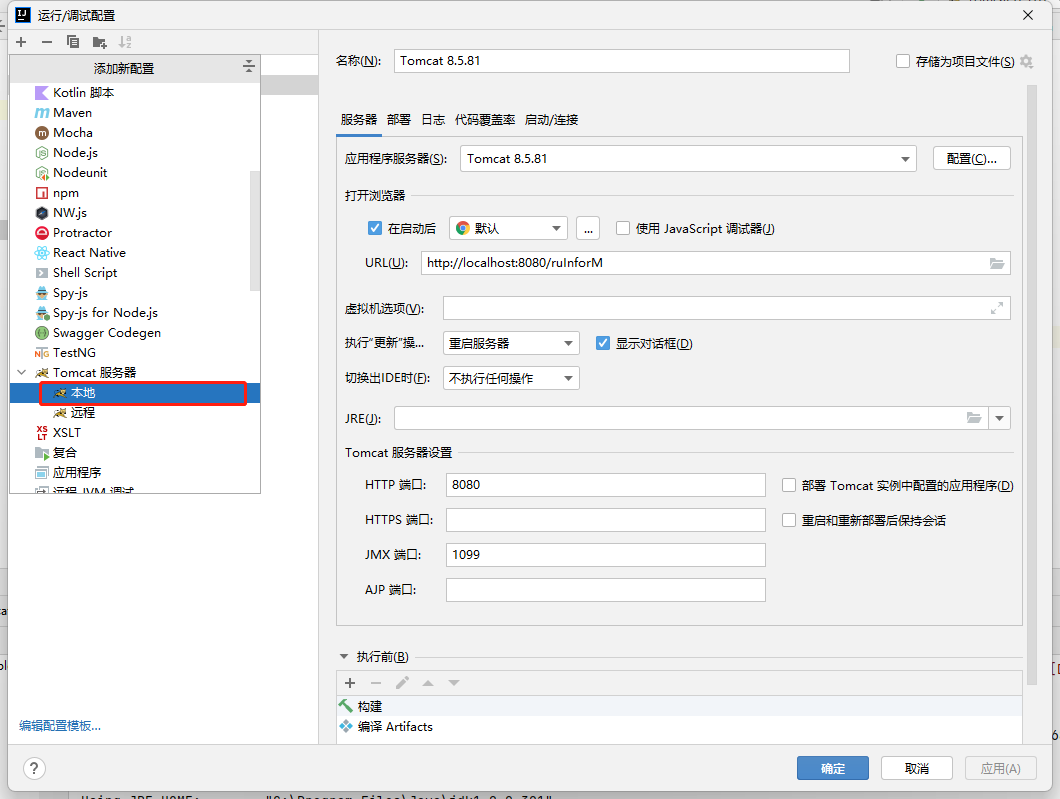 运行/调试配置
添加新配置
Kotlin 脚本
Maven
Mocha
Node.js
Nodeunit
npm
NW.js
Protractor
React Native
Shell Script
Spy-js
Spy-js for Node.js
Swagger Codegen
TestNG
Tomcat 服务器
本地
远程
XSLT
复合
应用程序
远程 JVM 调试
编辑配置模板...
名称(N): Tomcat 8.5.81 存储为项目文件(S)
服务器 部署 日志 代码覆盖率 启动/连接
应用程序服务器(S): Tomcat 8.5.81 配置(C)...
打开浏览器
在启动后 默认 ... 使用 JavaScript 调试器(J)
URL(U): http://localhost:8080/ruInforM
虚拟机选项(V):
执行"更新"操... 重启服务器 显示对话框(D)
切换出IDE时(F): 不执行任何操作
JRE(J):
Tomcat 服务器设置
HTTP 端口: 8080 部署 Tomcat 实例中配置的应用程序(D)
HTTPS 端口: 重启和重新部署后保持会话
JMX 端口: 1099
AJP 端口:
执行前(B)
构建
编译 Artifacts
? 确定 取消 应用(A)